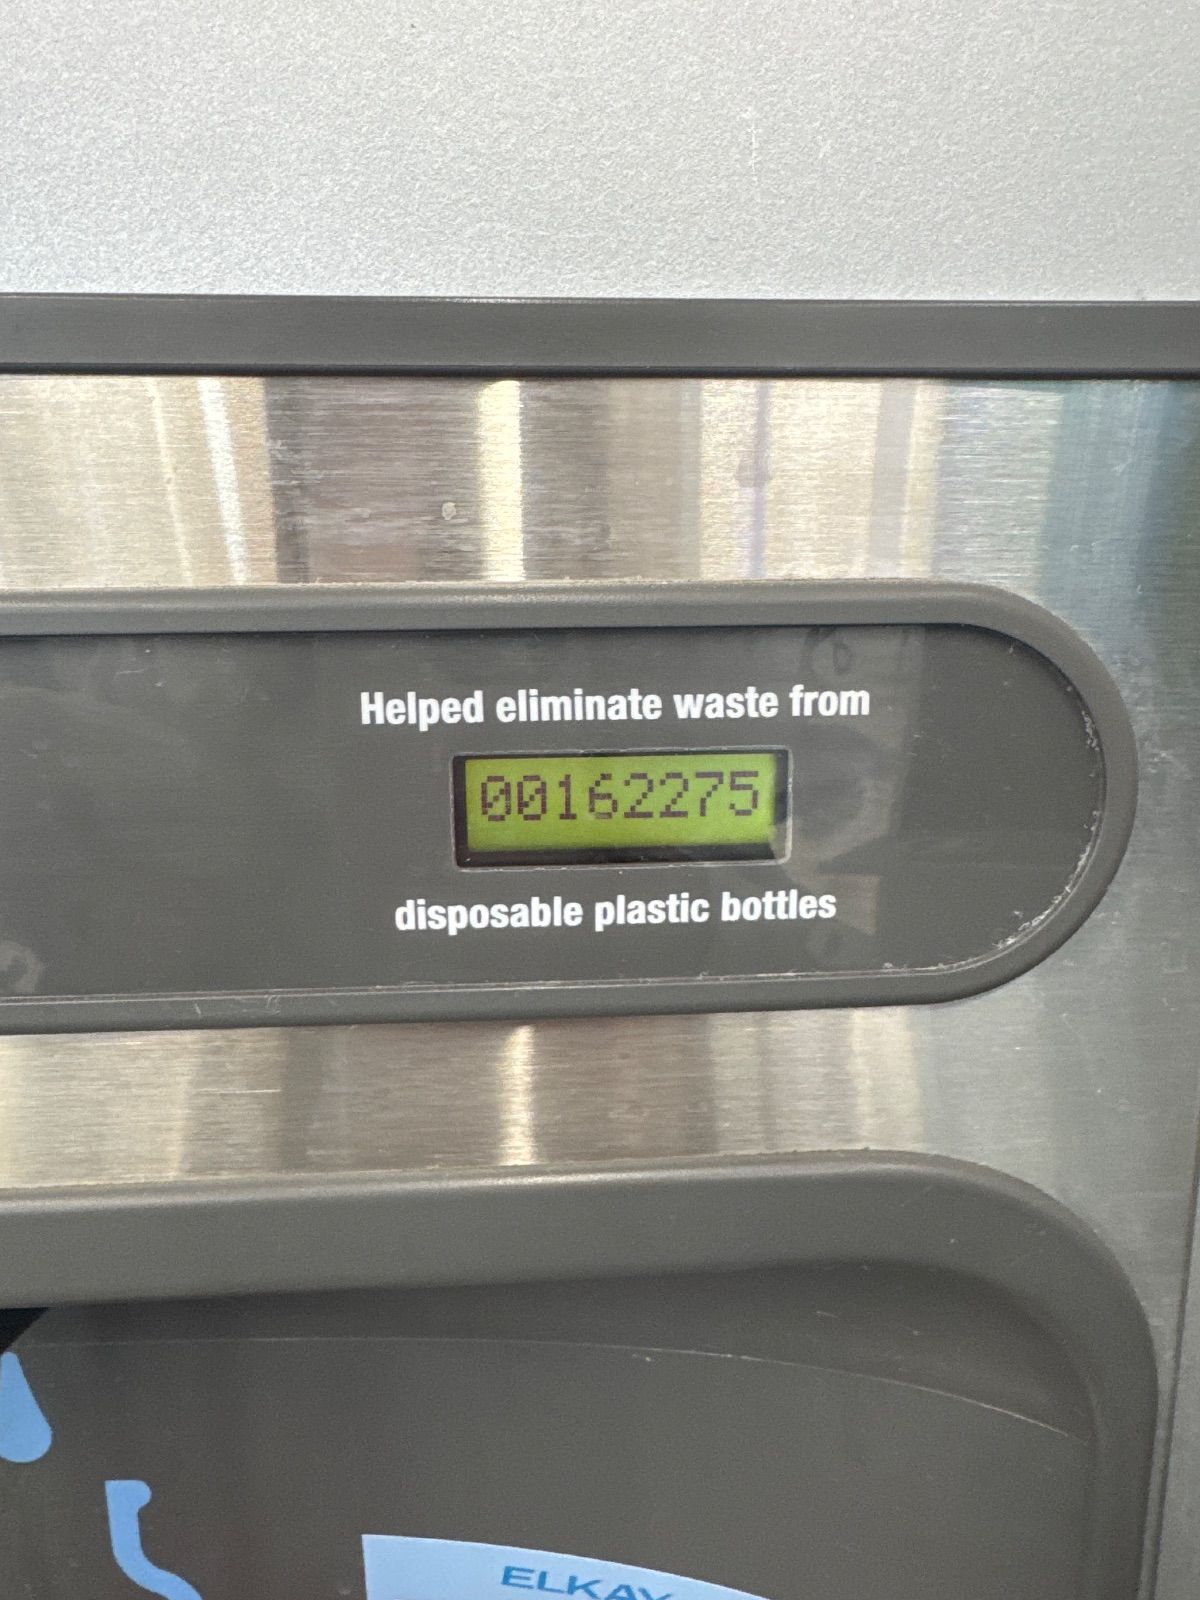 Helped eliminate waste from
00162275
disposable plastic bottles
ELKAY